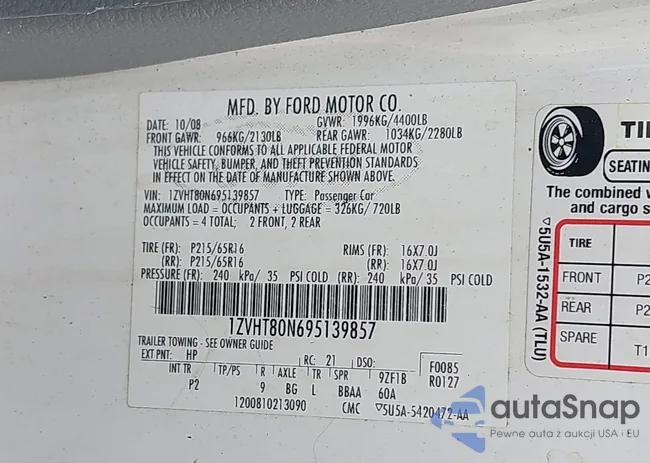 MFD. BY FORD MOTOR CO.
DATE: 10/08 GVWR: 1996KG/4400LB
FRONT GAWR: 966KG/2130LB REAR GAWR: 1034KG/2280LB
THIS VEHICLE CONFORMS TO ALL APPLICABLE FEDERAL MOTOR
VEHICLE SAFETY, BUMPER, AND THEFT PREVENTION STANDARDS
IN EFFECT ON THE DATE OF MANUFACTURE SHOWN ABOVE.
VIN: 1ZVHT80N695139857 TYPE: Passenger Car
MAXIMUM LOAD = OCCUPANTS + LUGGAGE = 326KG/720LB
OCCUPANTS = 4 TOTAL; 2 FRONT, 2 REAR
TIRE (FR): P215/65R16 RIMS (FR): 16X7.0J
(RR): P215/65R16 (RR): 16X7.0J
PRESSURE (FR): 240 kPa/ 35 PSI COLD (RR): 240 kPa/ 35 PSI COLD
1ZVHT80N695139857
TRAILER TOWING - SEE OWNER GUIDE
EXT PNT: HP RC: 21 DSO: F0085
INT TR TP/PS R AXLE TR SPR 9ZF1B R0127
P2 9 BG L BBAA 60A
1200810213090 CMC ▽5U5A-5420472-AA
▽5U5A-1532-AA (TLU)
TI
SEATING
The combined
and cargo s
TIRE
FRONT P2
REAR P2
SPARE T1
autaSnap
Pewne auta z aukcji USA i EU